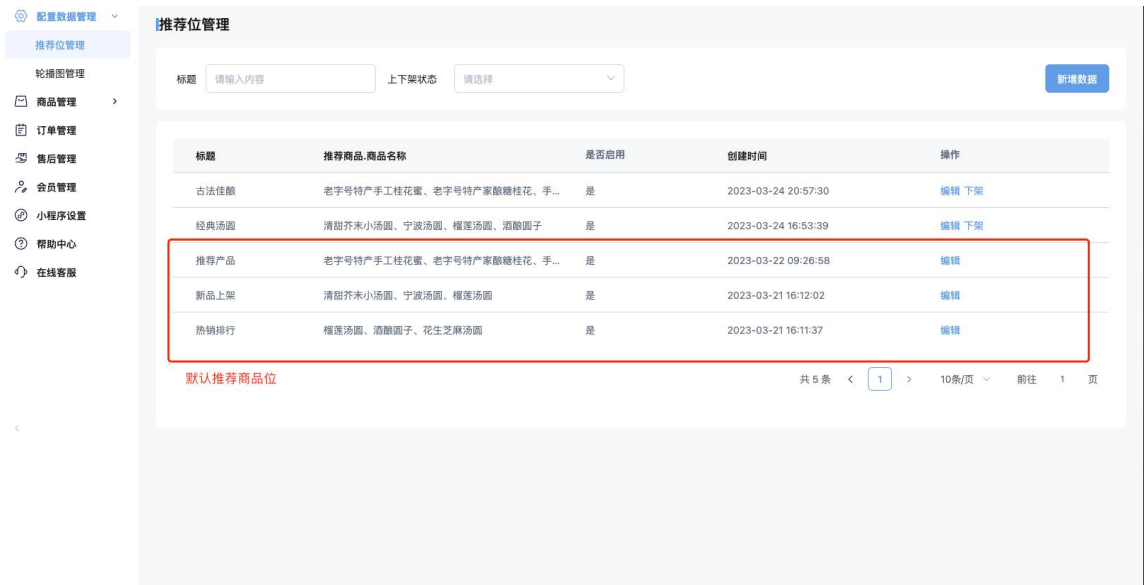 配置数据管理
推荐位管理
轮播图管理
商品管理
订单管理
售后管理
会员管理
小程序设置
帮助中心
在线客服
推荐位管理
标题 请输入内容 上下架状态 请选择 新增数据
标题 推荐商品.商品名称 是否启用 创建时间 操作
古法佳酿 老字号特产手工桂花蜜、老字号特产家酿糖桂花、手... 是 2023-03-24 20:57:30 编辑 下架
经典汤圆 清甜芥末小汤圆、宁波汤圆、榴莲汤圆、酒酿圆子 是 2023-03-24 16:53:39 编辑 下架
推荐产品 老字号特产手工桂花蜜、老字号特产家酿糖桂花、手... 是 2023-03-22 09:26:58 编辑
新品上架 清甜芥末小汤圆、宁波汤圆、榴莲汤圆 是 2023-03-21 16:12:02 编辑
热销排行 榴莲汤圆、酒酿圆子、花生芝麻汤圆 是 2023-03-21 16:11:37 编辑
默认推荐商品位 共 5 条 1 10条/页 前往 1 页